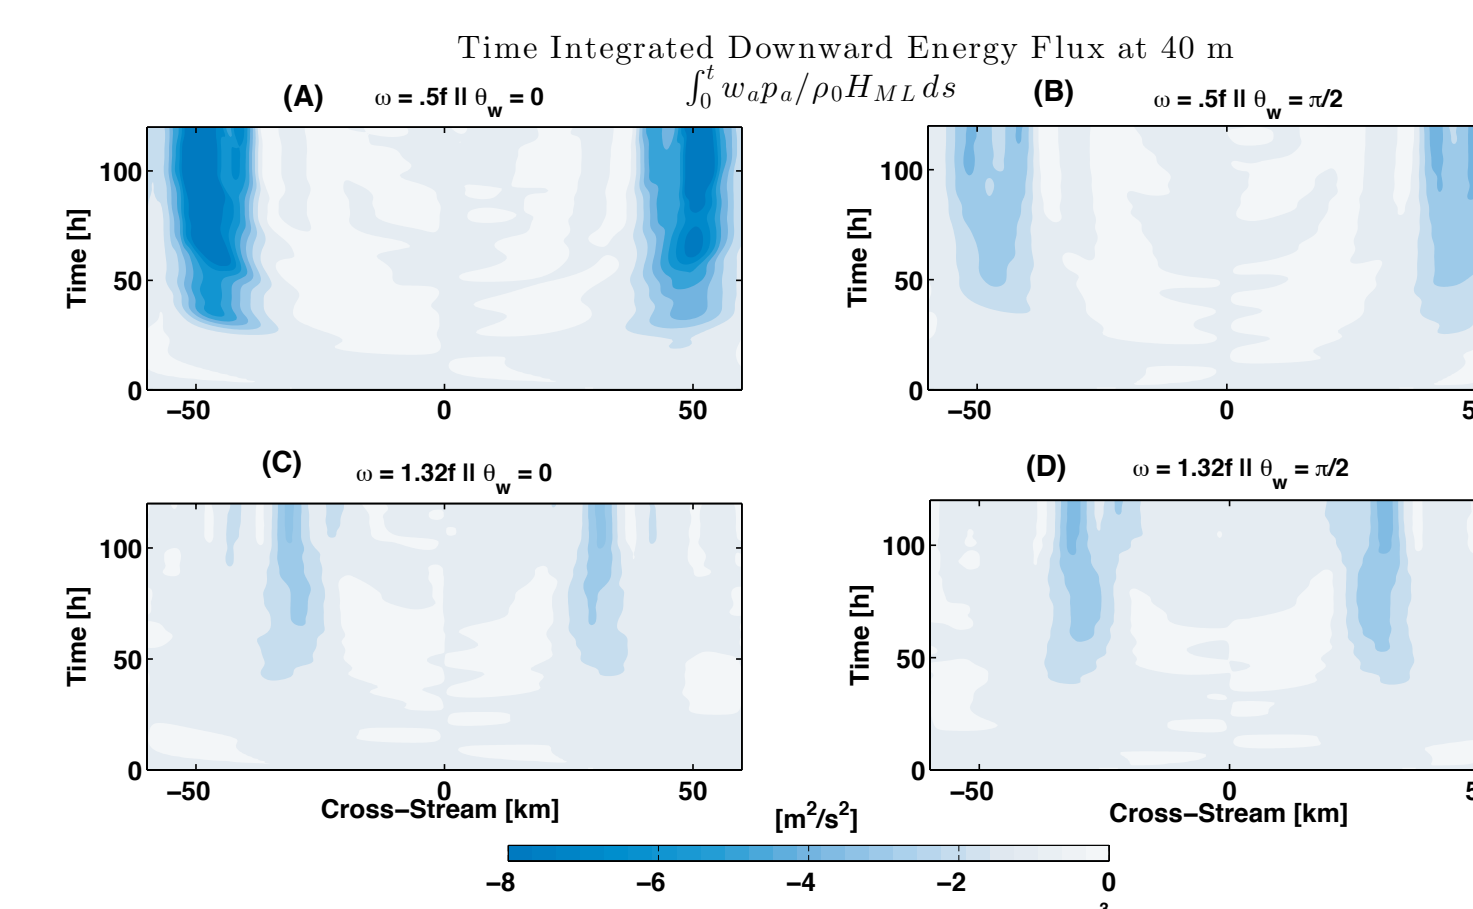 Time Integrated Downward Energy Flux at 40 m
∫₀ᵗ wₐpₐ/ρ₀H_ML ds
(A) ω = .5f || θ_w = 0
(B) ω = .5f || θ_w = π/2
100
50
0
Time [h]
−50 0 50
100
50
0
Time [h]
−50 0 5
(C) ω = 1.32f || θ_w = 0
(D) ω = 1.32f || θ_w = π/2
100
50
0
Time [h]
−50 0 50
Cross−Stream [km]
100
50
0
Time [h]
−50 0 5
Cross−Stream [km]
[m²/s²]
−8 −6 −4 −2 0